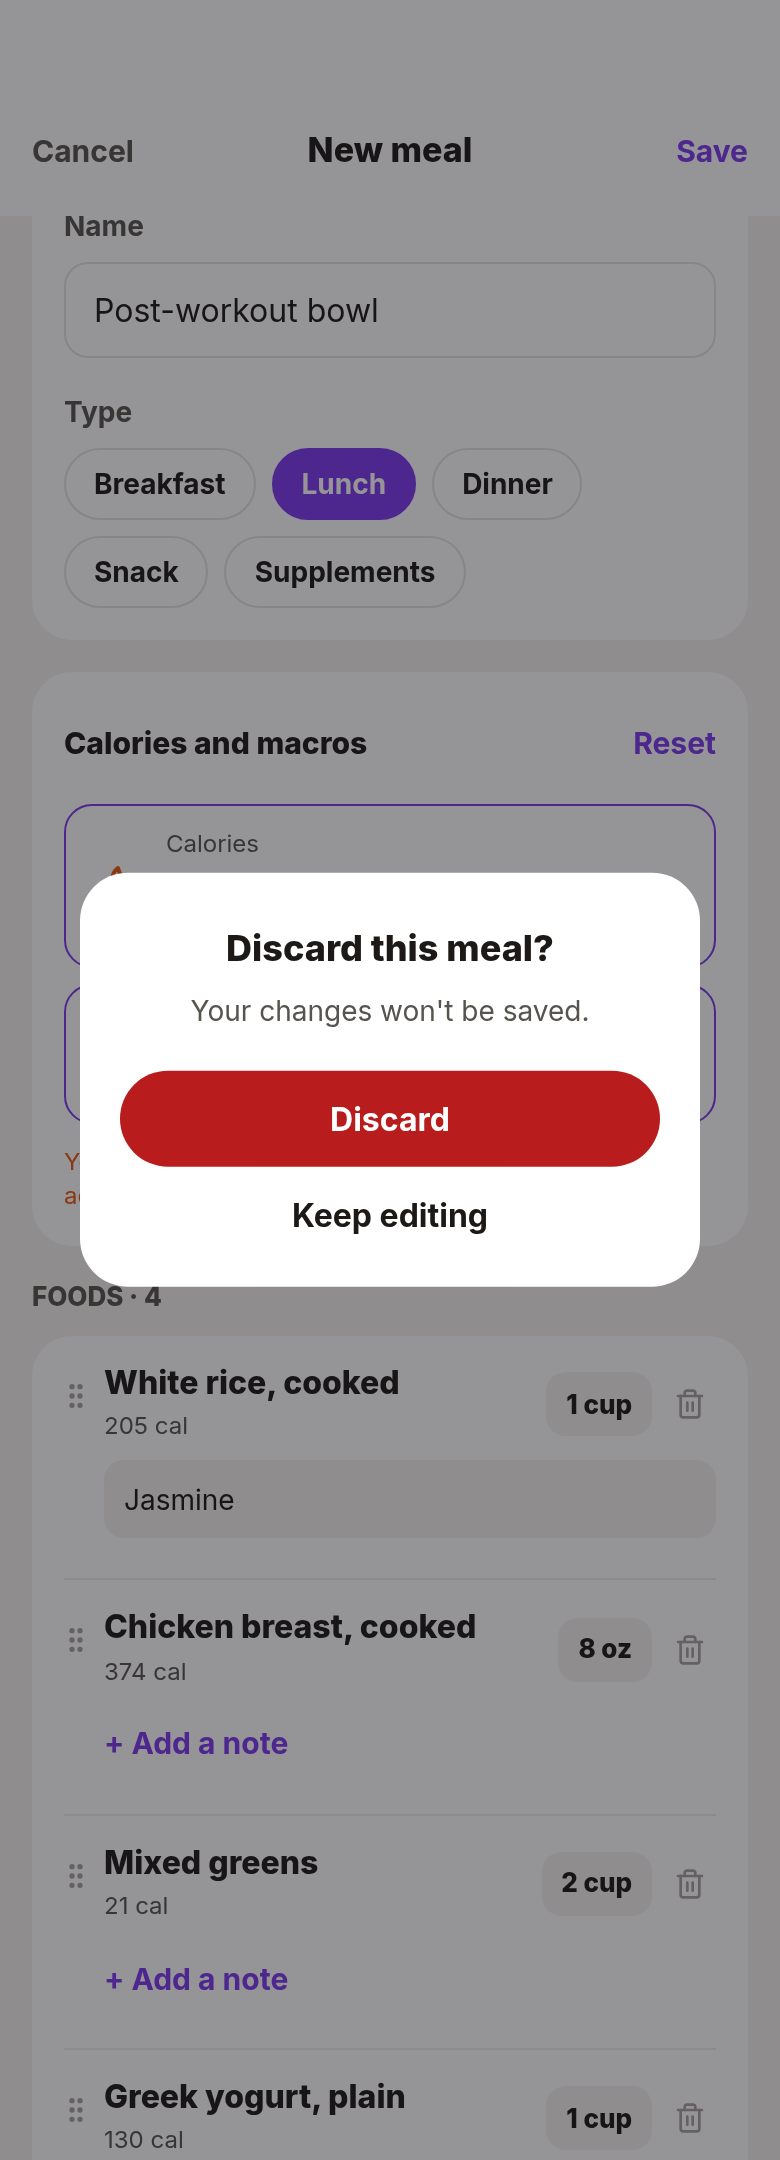 Cancel
New meal
Save
Name
Post-workout bowl
Type
Breakfast
Lunch
Dinner
Snack
Supplements
Calories and macros
Reset
Calories
Discard this meal?
Your changes won't be saved.
Discard
Keep editing
FOODS · 4
White rice, cooked
205 cal
1 cup
Jasmine
Chicken breast, cooked
374 cal
8 oz
+ Add a note
Mixed greens
21 cal
2 cup
+ Add a note
Greek yogurt, plain
130 cal
1 cup